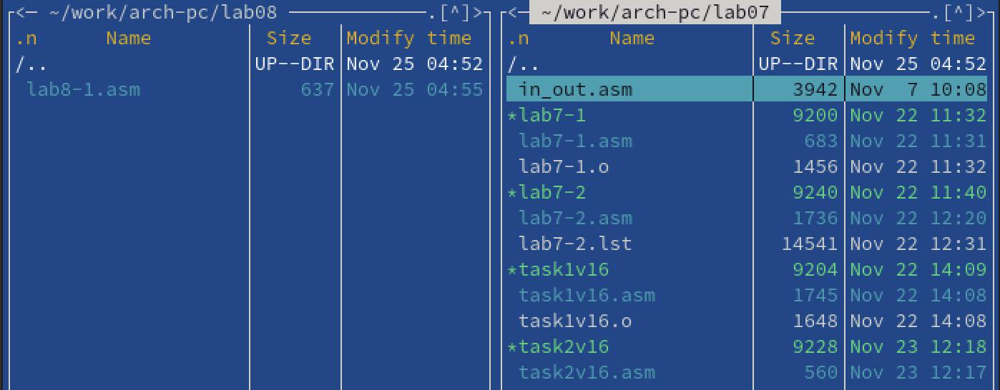 <─ ~/work/arch-pc/lab08 ─.[^]>
.n Name Size Modify time
/.. UP--DIR Nov 25 04:52
lab8-1.asm 637 Nov 25 04:55
<─ ~/work/arch-pc/lab07 ─.[^]>
.n Name Size Modify time
/.. UP--DIR Nov 25 04:52
in_out.asm 3942 Nov 7 10:08
*lab7-1 9200 Nov 22 11:32
lab7-1.asm 683 Nov 22 11:31
lab7-1.o 1456 Nov 22 11:32
*lab7-2 9240 Nov 22 11:40
lab7-2.asm 1736 Nov 22 12:20
lab7-2.lst 14541 Nov 22 12:31
*task1v16 9204 Nov 22 14:09
task1v16.asm 1745 Nov 22 14:08
task1v16.o 1648 Nov 22 14:08
*task2v16 9228 Nov 23 12:18
task2v16.asm 560 Nov 23 12:17